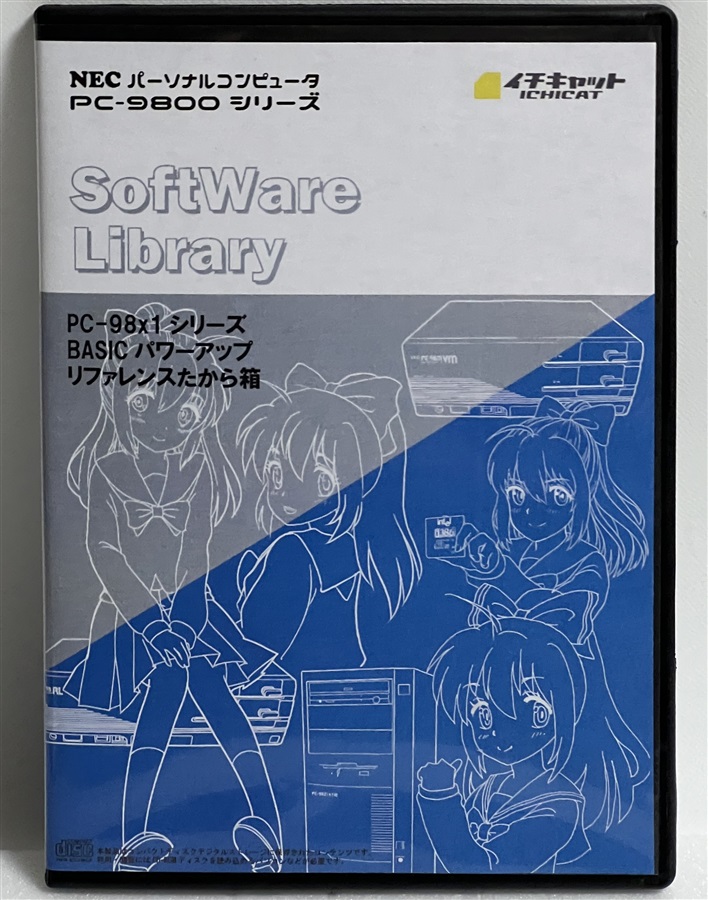 NEC パーソナルコンピュータ
PC-9800 シリーズ
イチキャット
ICHICAT
SoftWare
Library
PC-98x1 シリーズ
BASIC パワーアップ
リファレンスたから箱
intel